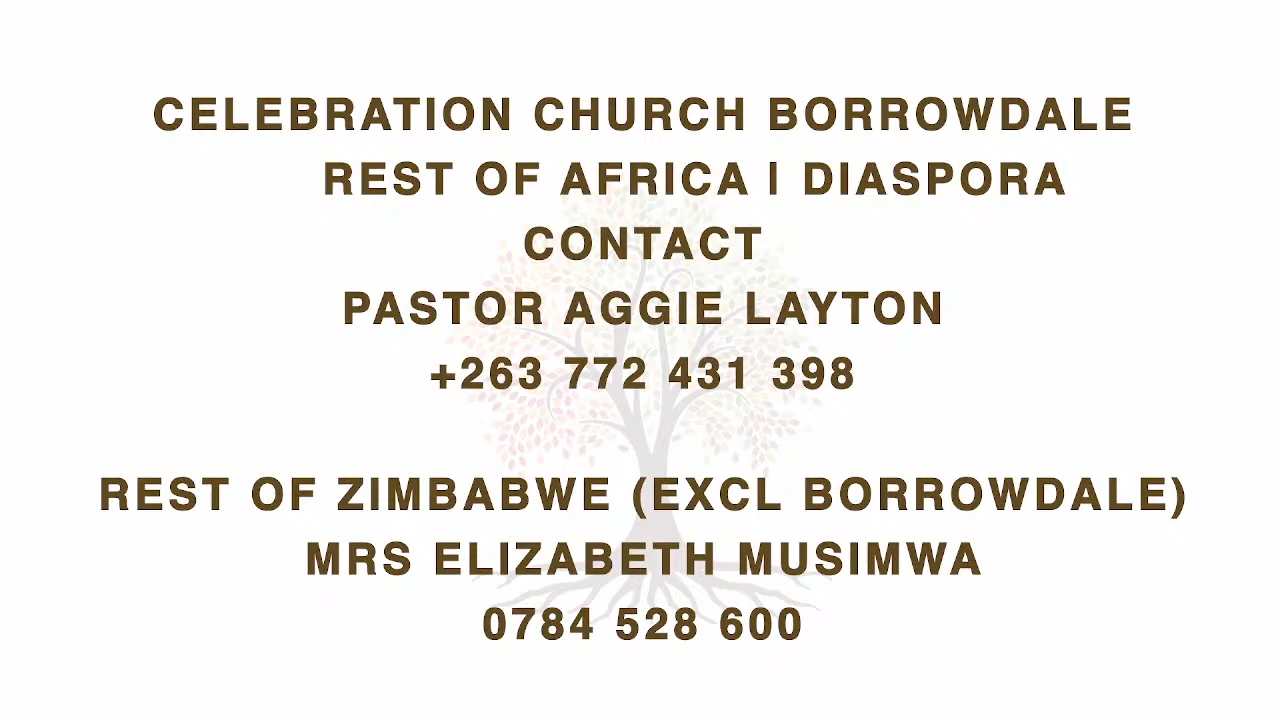 CELEBRATION CHURCH BORROWDALE
REST OF AFRICA | DIASPORA
CONTACT
PASTOR AGGIE LAYTON
+263 772 431 398
REST OF ZIMBABWE (EXCL BORROWDALE)
MRS ELIZABETH MUSIMWA
0784 528 600